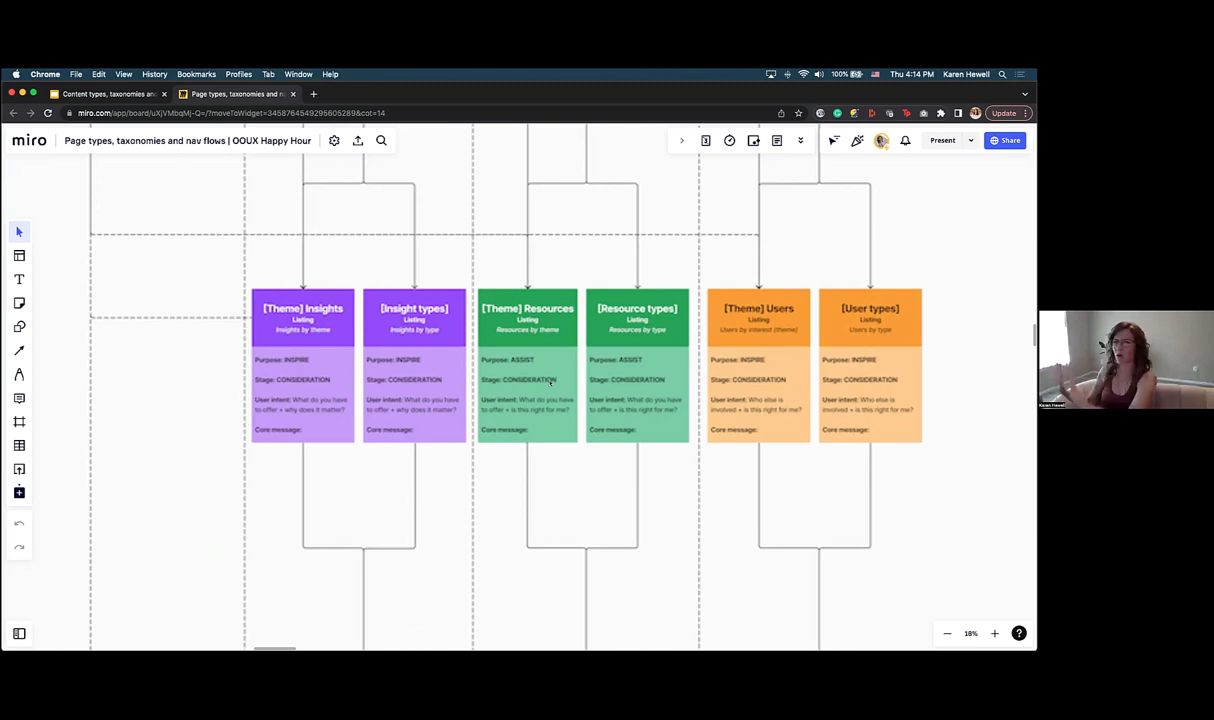 Chrome File Edit View History Bookmarks Profiles Tab Window Help
100% Thu 4:14 PM Karen Hewell
Content types, taxonomies an
Page types, taxonomies and n
miro.com/app/board/uXjVMbqMj-Q=/?moveToWidget=3458764549295605289&cot=14
Update
miro
Page types, taxonomies and nav flows | OOUX Happy Hour
Present
Share
[Theme] Insights
Listing
Insights by theme
Purpose: INSPIRE
Stage: CONSIDERATION
User intent: What do you have
to offer + why does it matter?
Core message:
[Insight types]
Listing
Insights by type
Purpose: INSPIRE
Stage: CONSIDERATION
User intent: What do you have
to offer + why does it matter?
Core message:
[Theme] Resources
Listing
Resources by theme
Purpose: ASSIST
Stage: CONSIDERATION
User intent: What do you have
to offer + is this right for me?
Core message:
[Resource types]
Listing
Resources by type
Purpose: ASSIST
Stage: CONSIDERATION
User intent: What do you have
to offer + is this right for me?
Core message:
[Theme] Users
Listing
Users by interest (theme)
Purpose: INSPIRE
Stage: CONSIDERATION
User intent: Who else is
involved + is this right for me?
Core message:
[User types]
Listing
Users by type
Purpose: INSPIRE
Stage: CONSIDERATION
User intent: Who else is
involved + is this right for me?
Core message:
18%
Karen Hewell